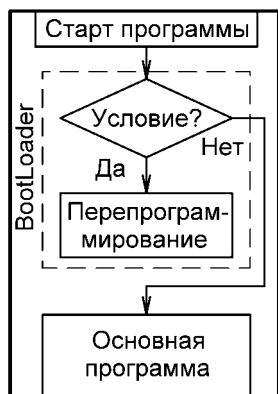 Старт программы
BootLoader
Условие?
Нет
Да
Перепрограм-
мирование
Основная
программа